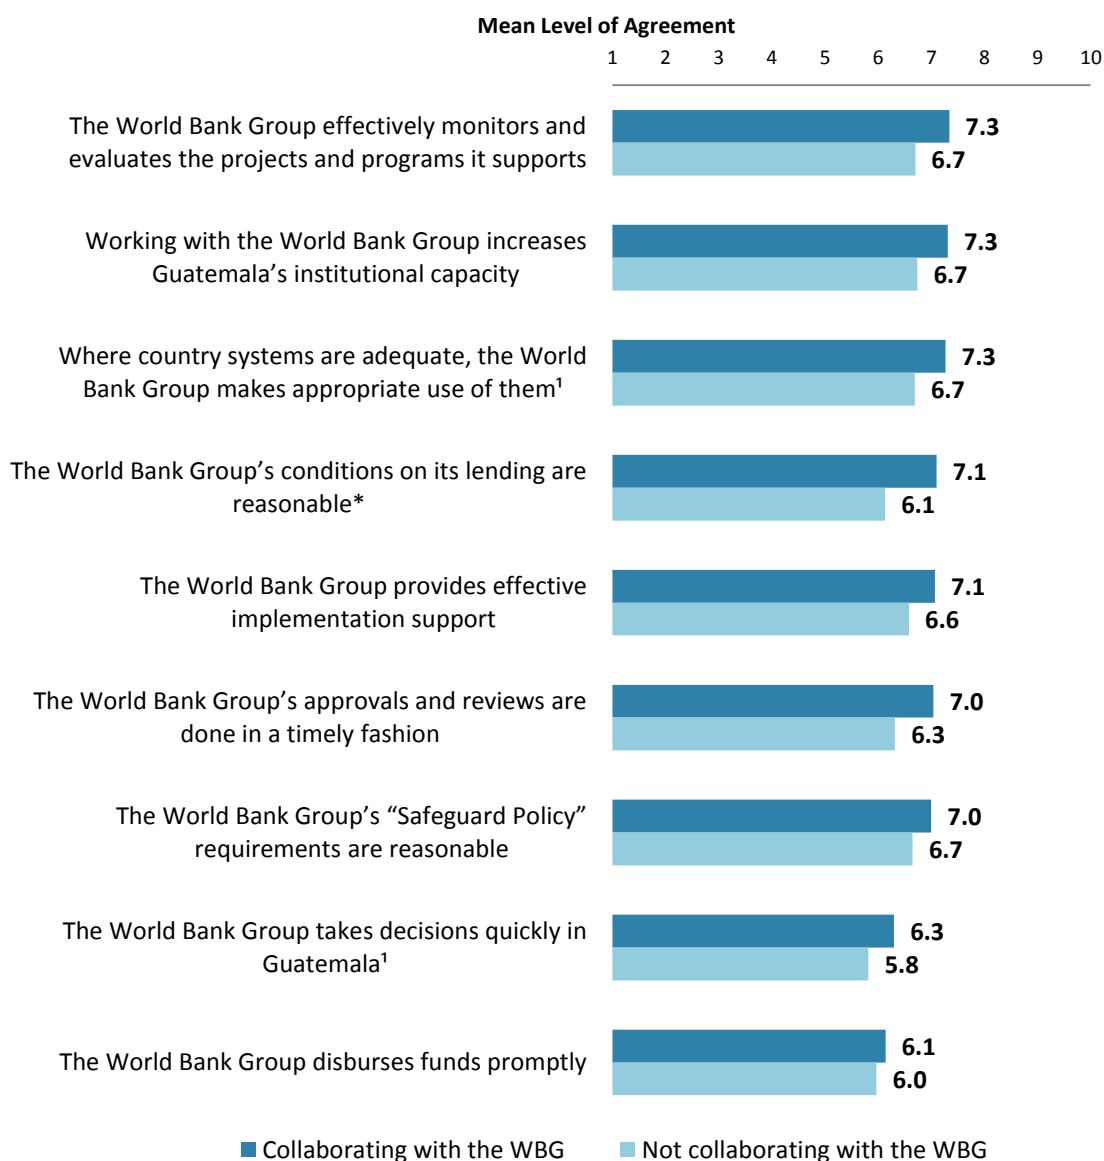 Mean Level of Agreement
1 2 3 4 5 6 7 8 9 10
The World Bank Group effectively monitors and
evaluates the projects and programs it supports
7.3
6.7
Working with the World Bank Group increases
Guatemala’s institutional capacity
7.3
6.7
Where country systems are adequate, the World
Bank Group makes appropriate use of them¹
7.3
6.7
The World Bank Group’s conditions on its lending are
reasonable*
7.1
6.1
The World Bank Group provides effective
implementation support
7.1
6.6
The World Bank Group’s approvals and reviews are
done in a timely fashion
7.0
6.3
The World Bank Group’s “Safeguard Policy”
requirements are reasonable
7.0
6.7
The World Bank Group takes decisions quickly in
Guatemala¹
6.3
5.8
The World Bank Group disburses funds promptly
6.1
6.0
Collaborating with the WBG Not collaborating with the WBG